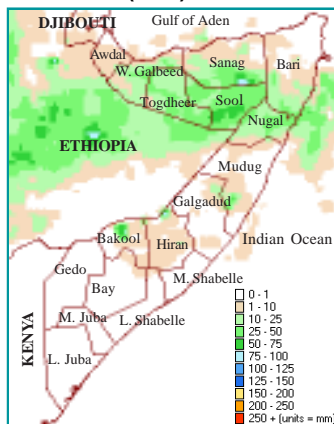 DJIBOUTI Gulf of Aden
Awdal Sanag Bari
W. Galbeed
Togdheer Sool
Nugal
ETHIOPIA
Mudug
Galgadud
Indian Ocean
Bakool Hiran
Gedo
Bay M. Shabelle
M. Juba L. Shabelle
KENYA
L. Juba
0 - 1
1 - 10
10 - 25
25 - 50
50 - 75
75 - 100
100 - 125
125 - 150
150 - 200
200 - 250
250 + (units = mm)